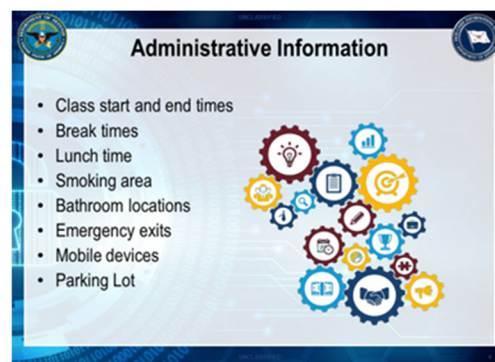 UNCLASSIFIED
Administrative Information
• Class start and end times
• Break times
• Lunch time
• Smoking area
• Bathroom locations
• Emergency exits
• Mobile devices
• Parking Lot
UNCLASSIFIED